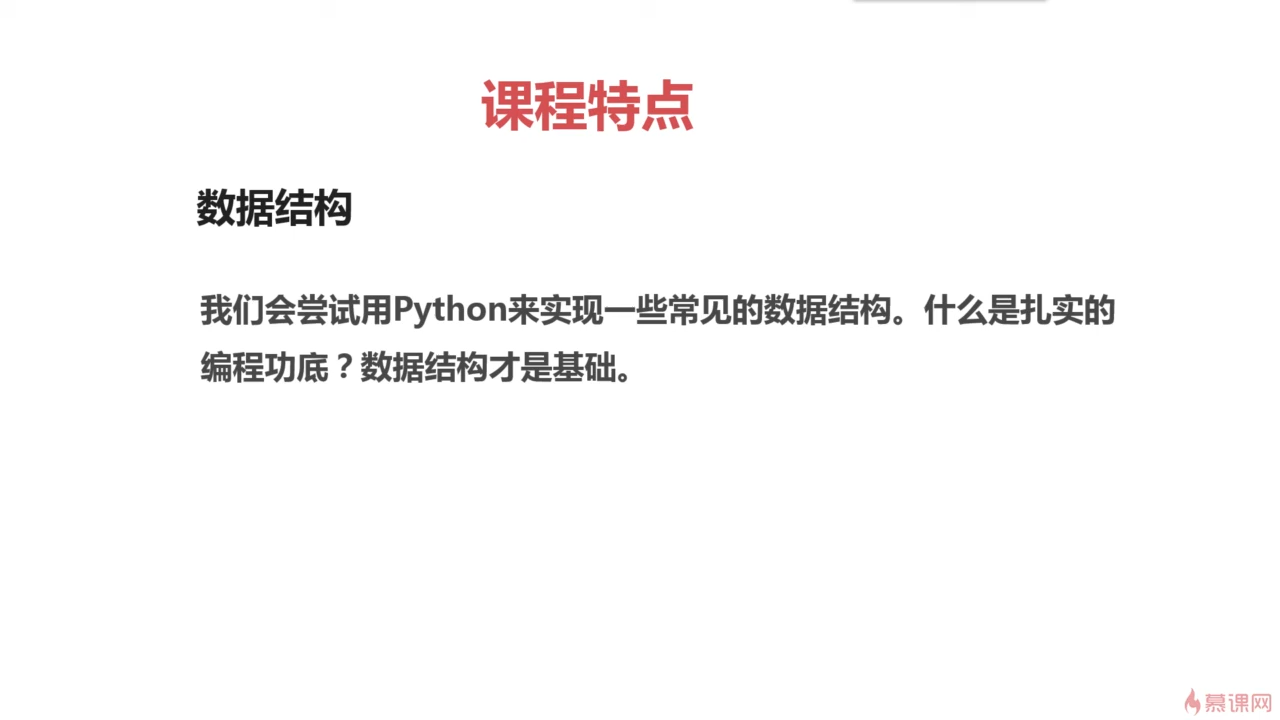 课程特点
数据结构
我们会尝试用Python来实现一些常见的数据结构。什么是扎实的
编程功底？数据结构才是基础。
慕课网